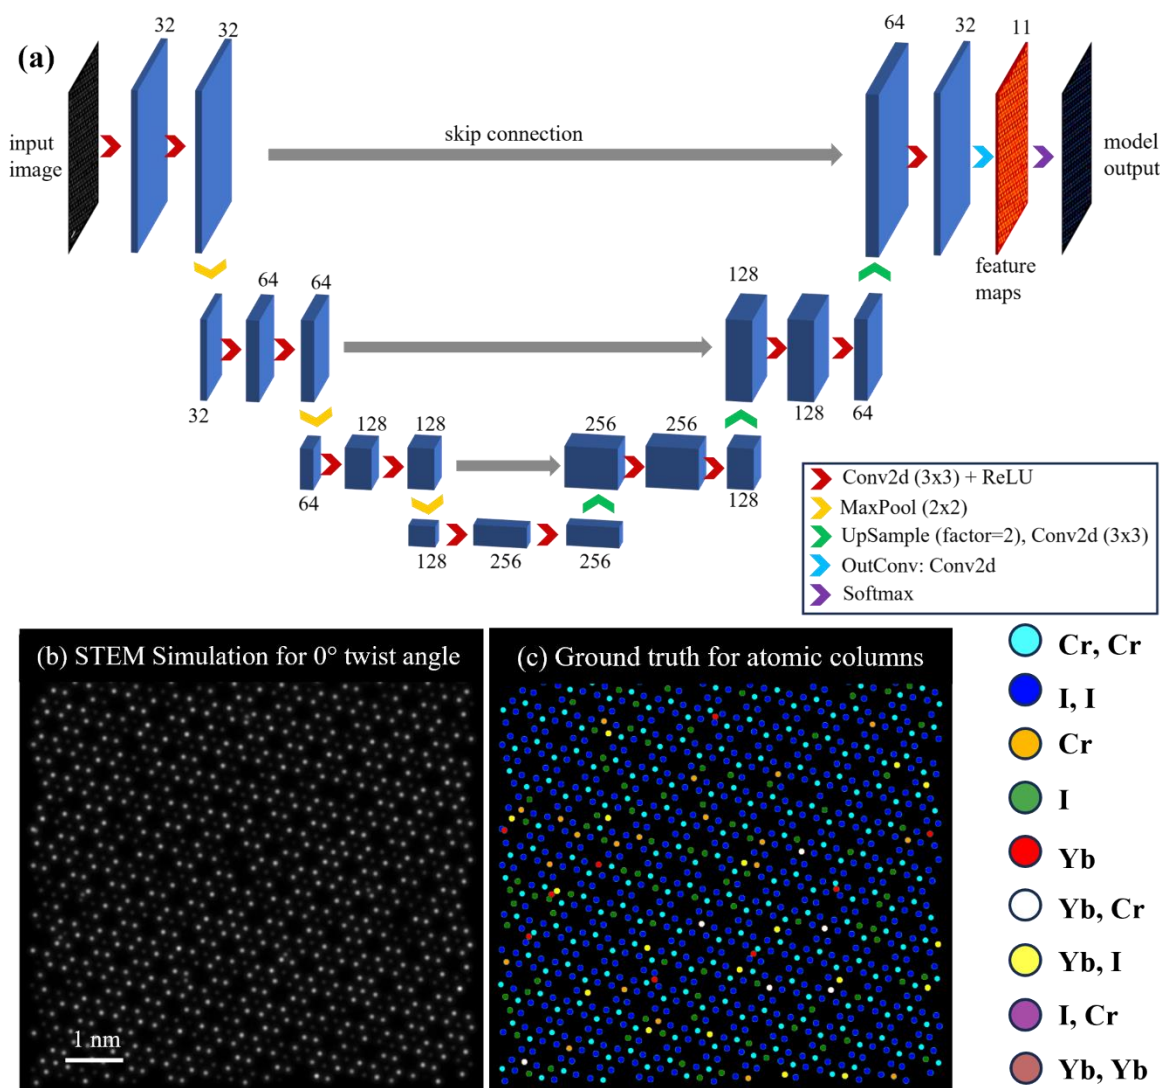 (a)
32
32
64
32
11
input
image
skip connection
model
output
feature
maps
64
64
128
32
128
64
128
128
256
256
64
128
128
256
256
Conv2d (3x3) + ReLU
MaxPool (2x2)
UpSample (factor=2), Conv2d (3x3)
OutConv: Conv2d
Softmax
(b) STEM Simulation for 0° twist angle
(c) Ground truth for atomic columns
1 nm
Cr, Cr
I, I
Cr
I
Yb
Yb, Cr
Yb, I
I, Cr
Yb, Yb